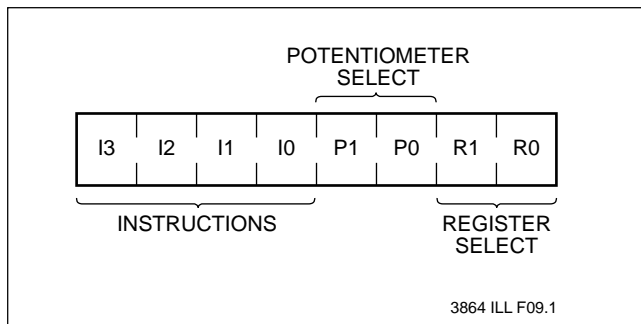 POTENTIOMETER
SELECT
I3 I2 I1 I0 P1 P0 R1 R0
INSTRUCTIONS
REGISTER
SELECT
3864 ILL F09.1